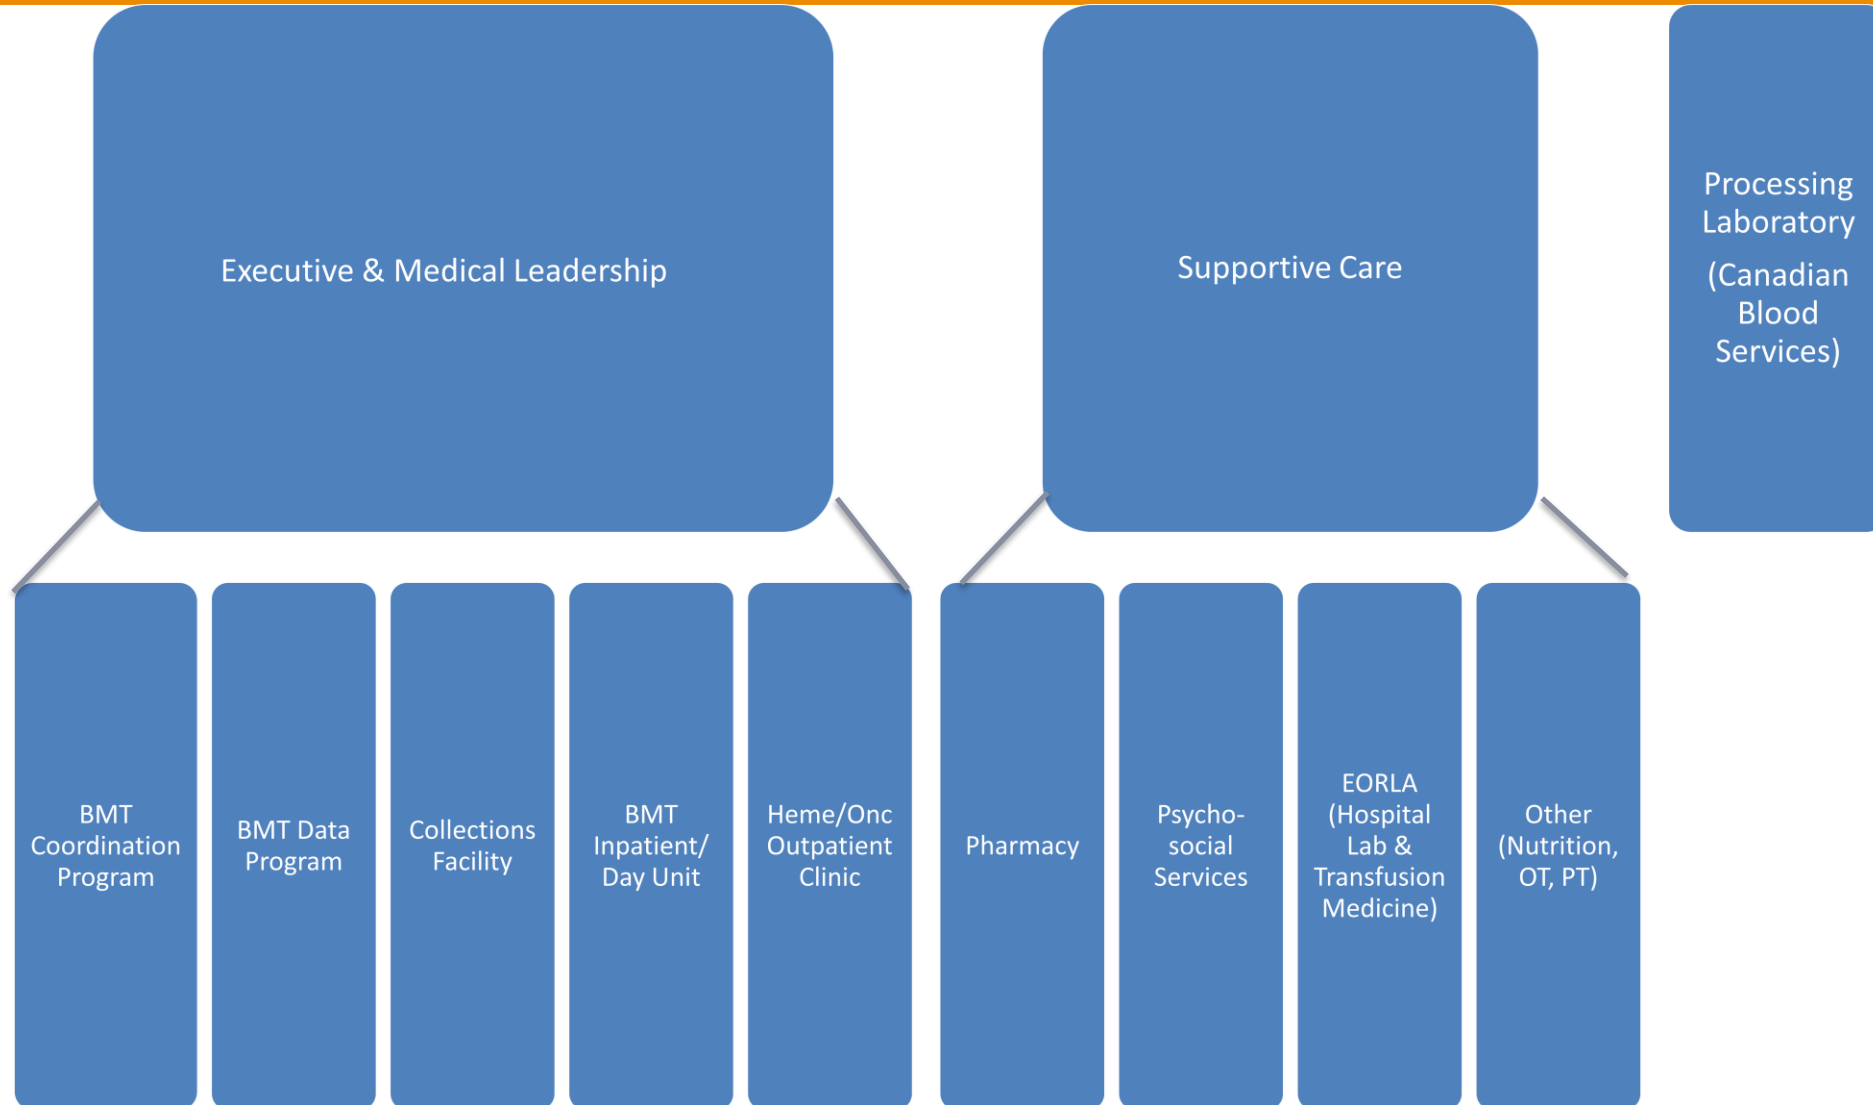 Executive & Medical Leadership
Supportive Care
Processing
Laboratory
(Canadian
Blood
Services)
BMT
Coordination
Program
BMT Data
Program
Collections
Facility
BMT
Inpatient/
Day Unit
Heme/Onc
Outpatient
Clinic
Pharmacy
Psycho-
social
Services
EORLA
(Hospital
Lab &
Transfusion
Medicine)
Other
(Nutrition,
OT, PT)